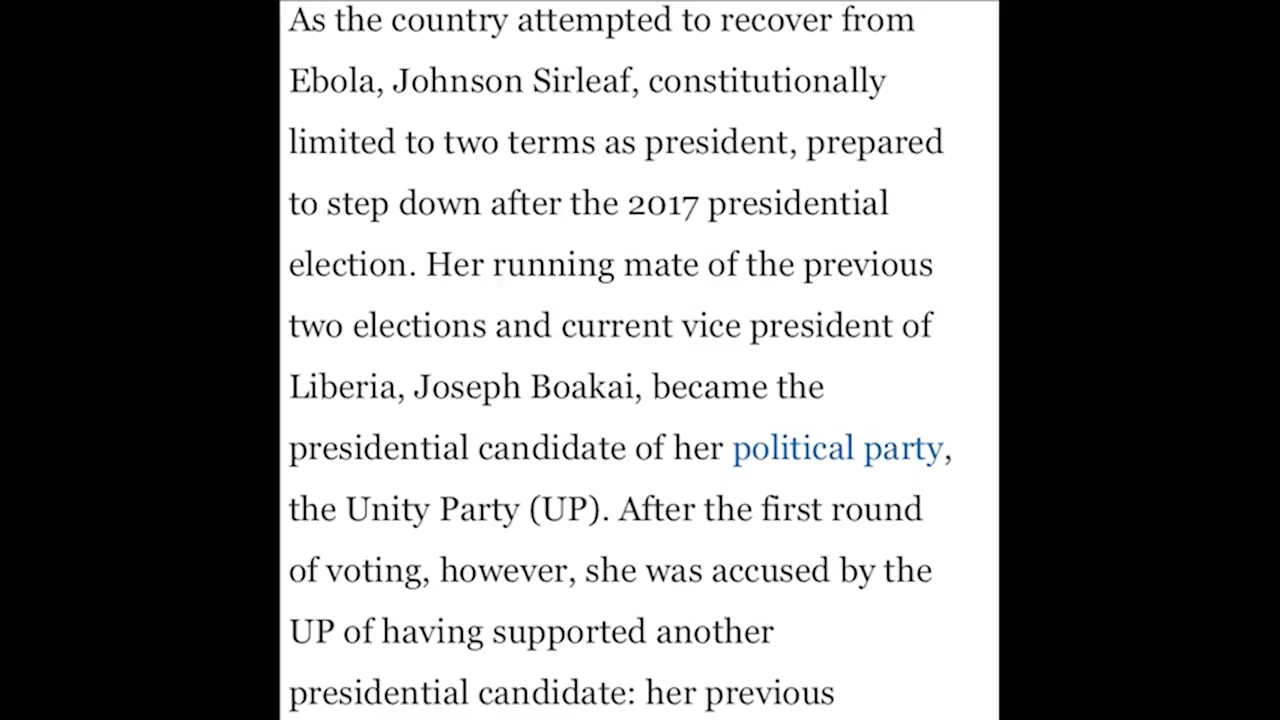 As the country attempted to recover from
Ebola, Johnson Sirleaf, constitutionally
limited to two terms as president, prepared
to step down after the 2017 presidential
election. Her running mate of the previous
two elections and current vice president of
Liberia, Joseph Boakai, became the
presidential candidate of her political party,
the Unity Party (UP). After the first round
of voting, however, she was accused by the
UP of having supported another
presidential candidate: her previous